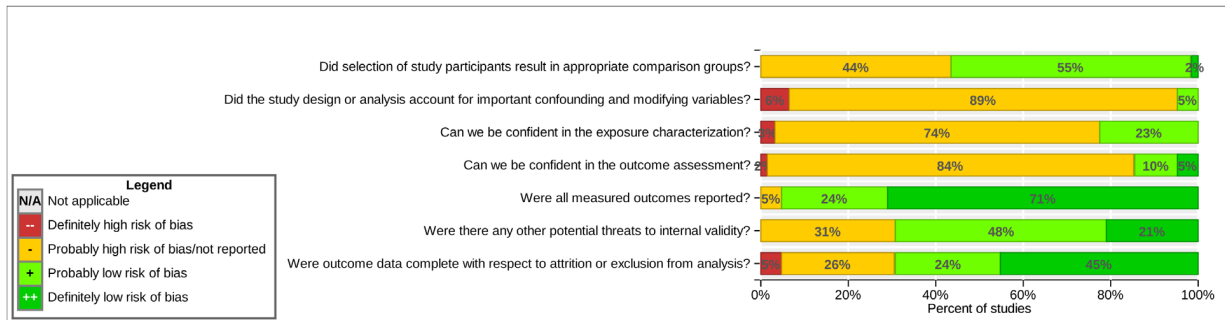 Did selection of study participants result in appropriate comparison groups? 44% 55% 2%
Did the study design or analysis account for important confounding and modifying variables? 6% 89% 5%
Can we be confident in the exposure characterization? 3% 74% 23%
Can we be confident in the outcome assessment? 2% 84% 10% 5%
Were all measured outcomes reported? 5% 24% 71%
Were there any other potential threats to internal validity? 31% 48% 21%
Were outcome data complete with respect to attrition or exclusion from analysis? 5% 26% 24% 45%
0% 20% 40% 60% 80% 100%
Percent of studies
Legend
N/A Not applicable
-- Definitely high risk of bias
- Probably high risk of bias/not reported
+ Probably low risk of bias
++ Definitely low risk of bias